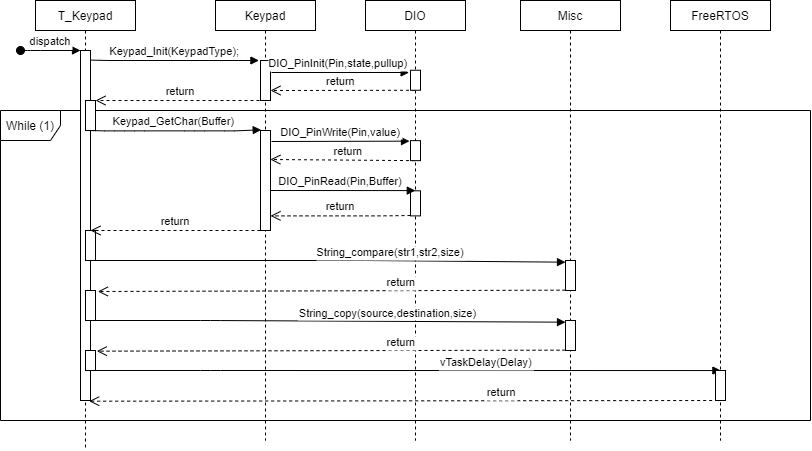 T_Keypad
Keypad
DIO
Misc
FreeRTOS
dispatch
Keypad_Init(KeypadType);
DIO_PinInit(Pin,state,pullup)
return
return
While (1)
Keypad_GetChar(Buffer)
DIO_PinWrite(Pin,value)
return
DIO_PinRead(Pin,Buffer)
return
return
String_compare(str1,str2,size)
return
String_copy(source,destination,size)
return
vTaskDelay(Delay)
return